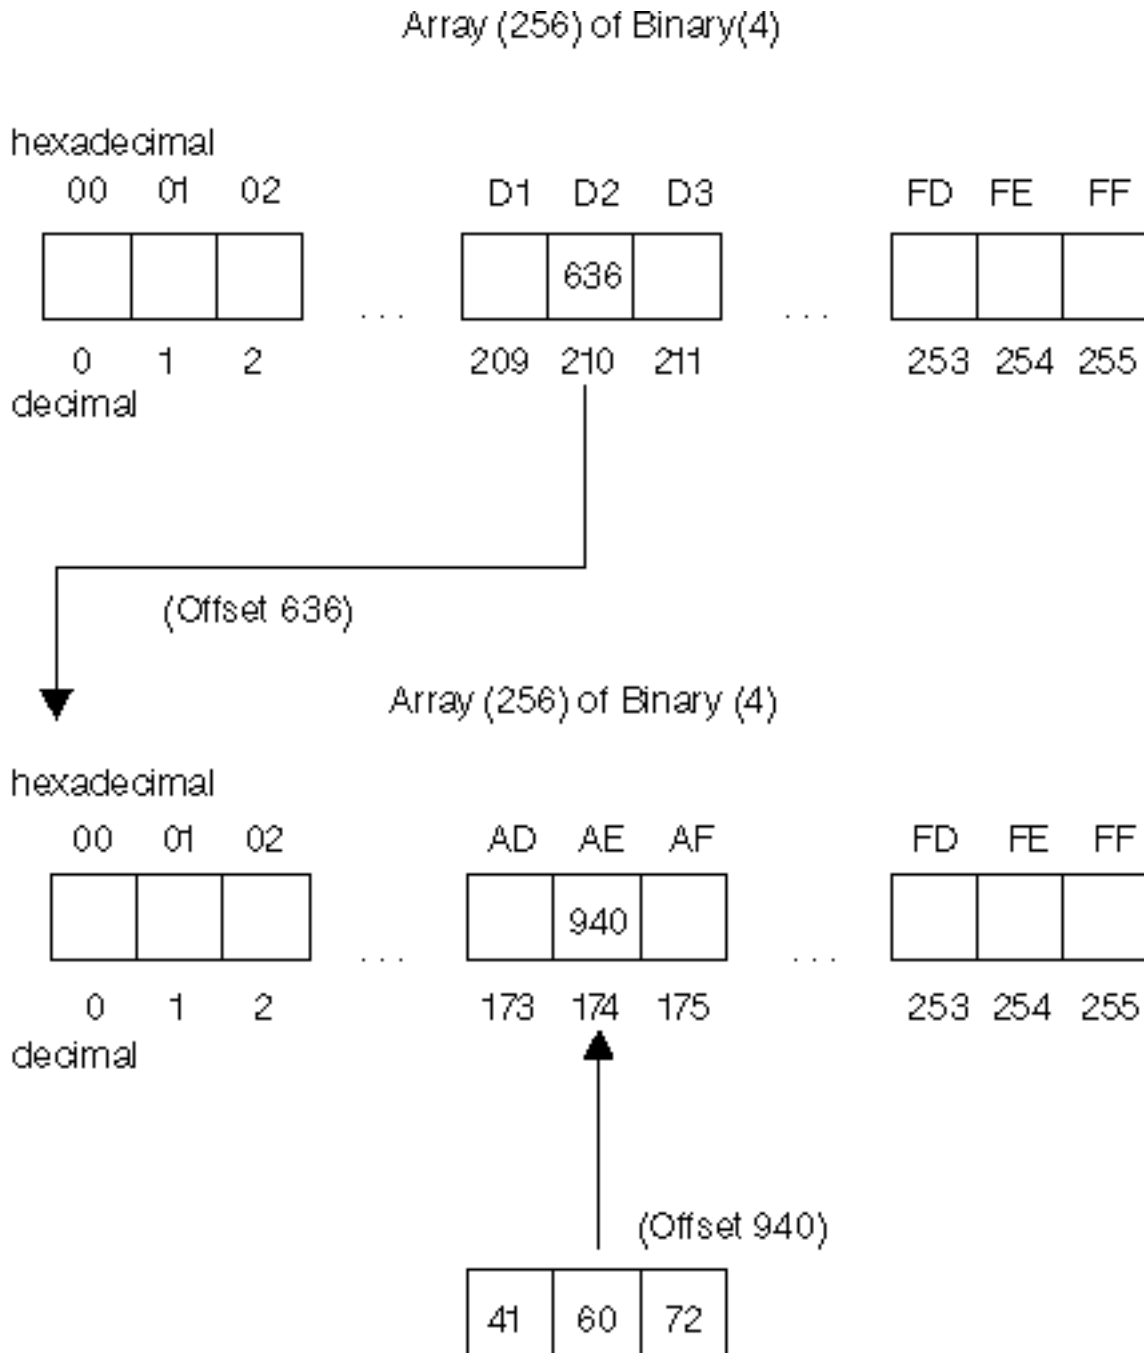 Array (256) of Binary(4)
hexadecimal
00 01 02 D1 D2 D3 FD FE FF
636
. . . . . .
0 1 2 209 210 211 253 254 255
decimal
(Offset 636)
Array (256) of Binary (4)
hexadecimal
00 01 02 AD AE AF FD FE FF
940
. . . . . .
0 1 2 173 174 175 253 254 255
decimal
(Offset 940)
41 60 72